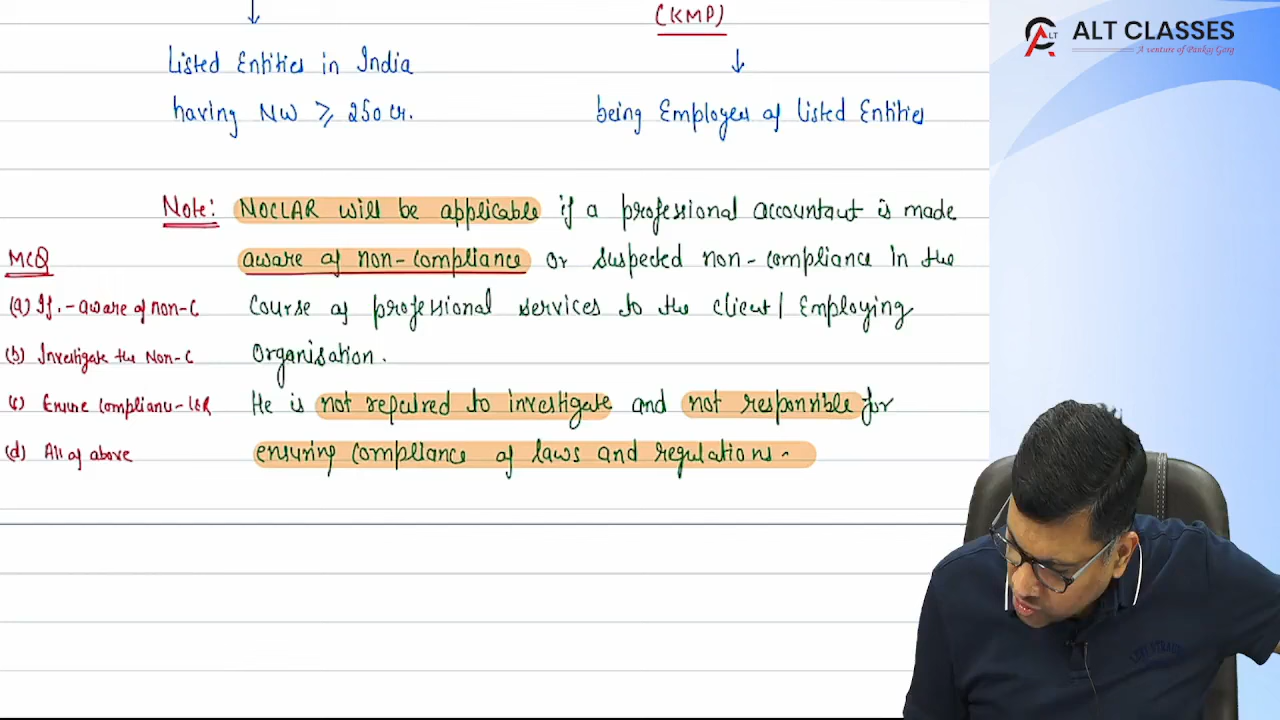 (KMP)
ALT CLASSES
A venture of Pankaj Garg
Listed Entities in India
having NW ⩾ 250 Cr.
being Employees of Listed Entities
Note: NOCLAR will be applicable if a professional accountant is made
MCQ
aware of non-compliance or suspected non-compliance in the
(a) If.-aware of non-C
course of professional services to the client/ Employing
(b) Investigate the Non-C
Organisation.
(c) Ensure compliance-L&R
He is not required to investigate and not responsible for
(d) All of above
ensuring compliance of laws and regulations.